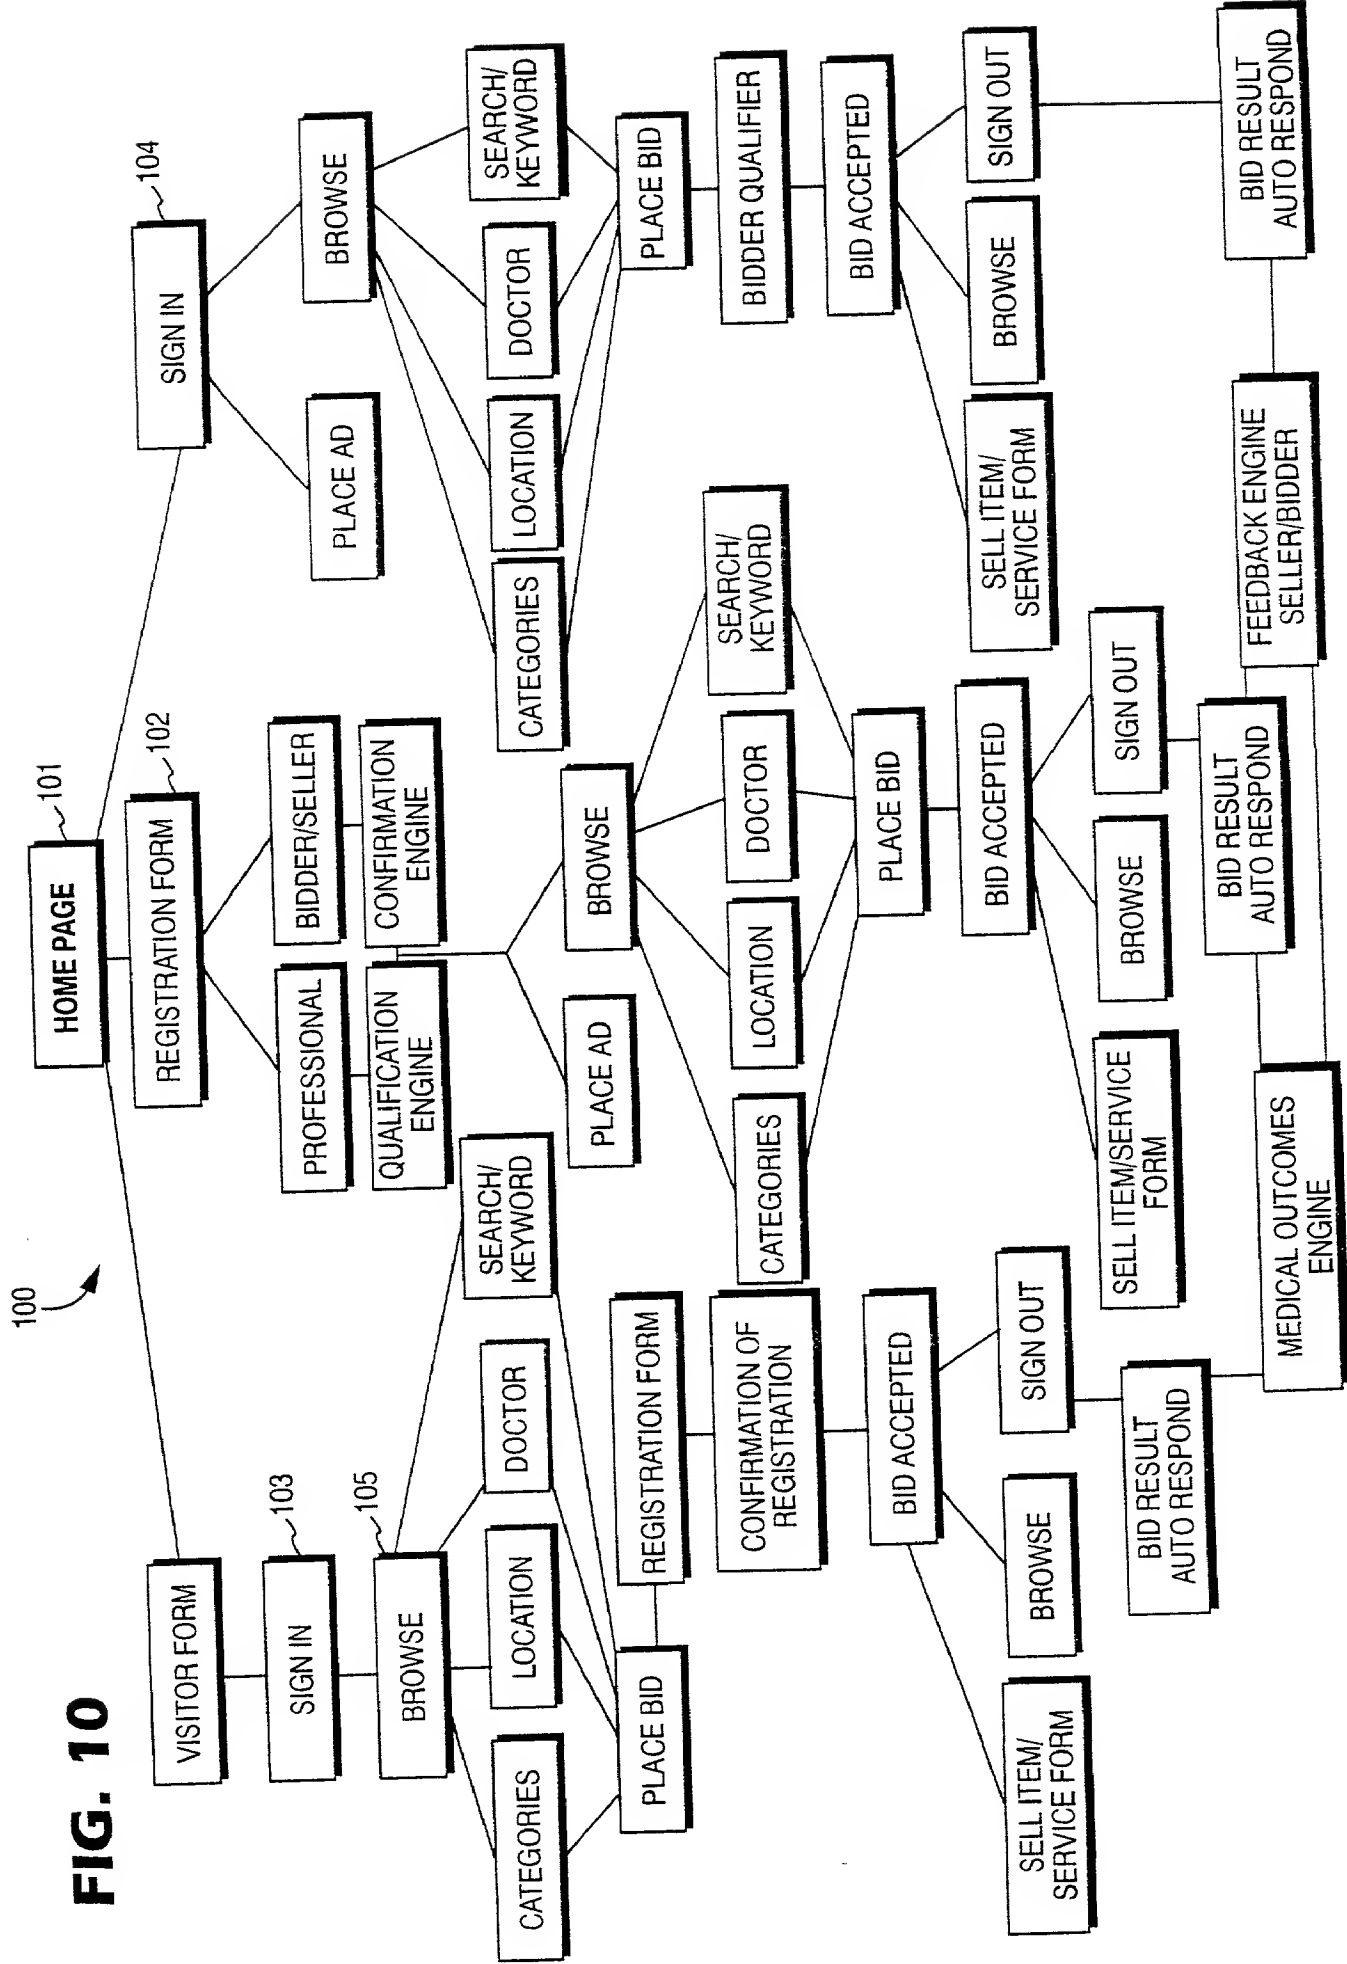 FIG. 10
100
HOME PAGE
101
VISITOR FORM
REGISTRATION FORM
102
SIGN IN
104
SIGN IN
103
PROFESSIONAL
BIDDER/SELLER
PLACE AD
BROWSE
BROWSE
105
QUALIFICATION
ENGINE
CONFIRMATION
ENGINE
CATEGORIES
LOCATION
DOCTOR
SEARCH/
KEYWORD
CATEGORIES
LOCATION
DOCTOR
SEARCH/
KEYWORD
PLACE AD
BROWSE
PLACE BID
REGISTRATION FORM
PLACE BID
CONFIRMATION OF
REGISTRATION
CATEGORIES
LOCATION
DOCTOR
SEARCH/
KEYWORD
BIDDER QUALIFIER
BID ACCEPTED
PLACE BID
BID ACCEPTED
SELL ITEM/
SERVICE FORM
BROWSE
SIGN OUT
BID ACCEPTED
SELL ITEM/
SERVICE FORM
BROWSE
SIGN OUT
SELL ITEM/SERVICE
FORM
BROWSE
SIGN OUT
BID RESULT
AUTO RESPOND
BID RESULT
AUTO RESPOND
BID RESULT
AUTO RESPOND
MEDICAL OUTCOMES
ENGINE
FEEDBACK ENGINE
SELLER/BIDDER